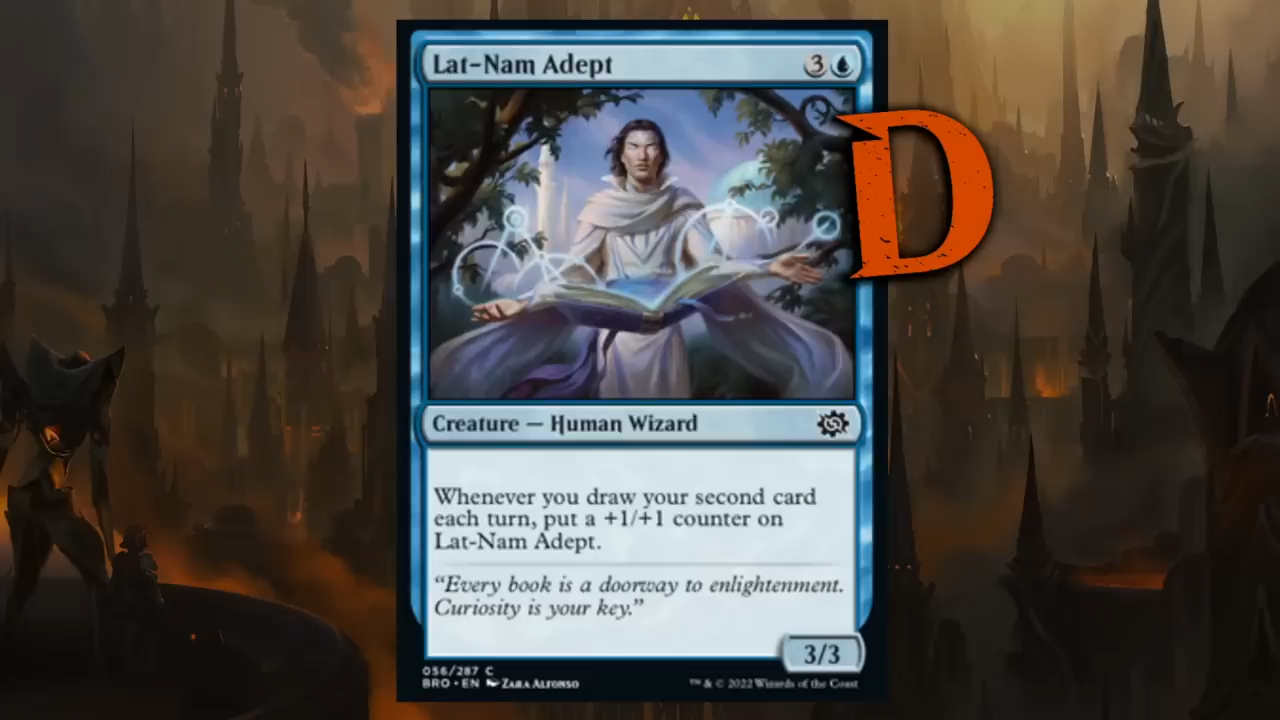 Lat-Nam Adept 3
D
Creature — Human Wizard
Whenever you draw your second card
each turn, put a +1/+1 counter on
Lat-Nam Adept.
“Every book is a doorway to enlightenment.
Curiosity is your key.”
3/3
056/287 C
BRO • EN Zara Alfonso
™ & © 2022 Wizards of the Coast